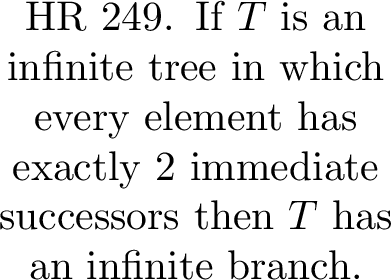 HR 249. If T is an
infinite tree in which
every element has
exactly 2 immediate
successors then T has
an infinite branch.